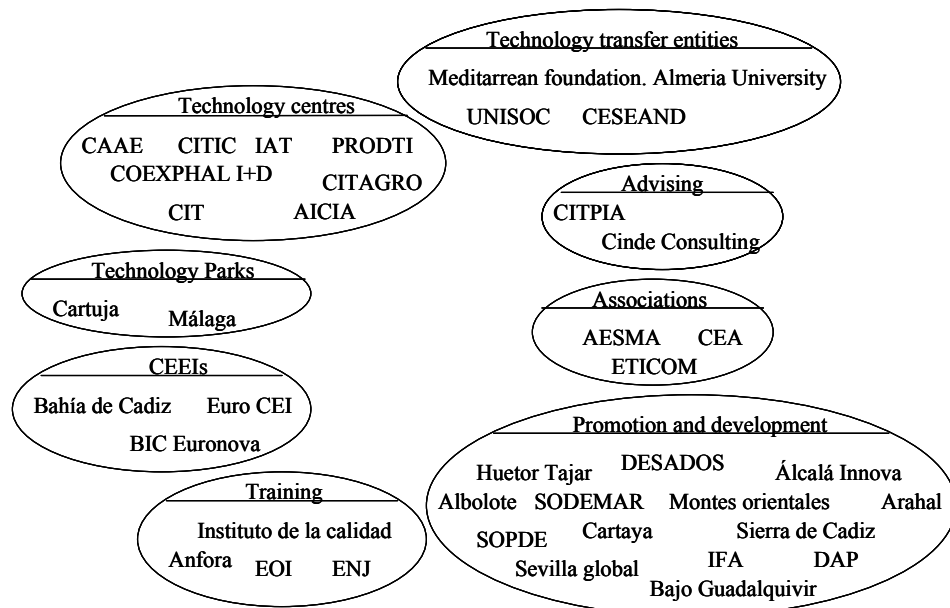 Technology transfer entities
Meditarrean foundation. Almeria University
UNISOC CESEAND
Technology centres
CAAE CITIC IAT PRODTI
COEXPHAL I+D
CITAGRO
CIT AICIA
Advising
CITPIA
Cinde Consulting
Technology Parks
Cartuja
Málaga
Associations
AESMA CEA
ETICOM
CEEIs
Bahía de Cadiz Euro CEI
BIC Euronova
Promotion and development
Huetor Tajar DESADOS Álcalá Innova
Albolote SODEMAR Montes orientales Arahal
SOPDE Cartaya Sierra de Cadiz
Sevilla global IFA DAP
Bajo Guadalquivir
Training
Instituto de la calidad
Anfora EOI ENJ